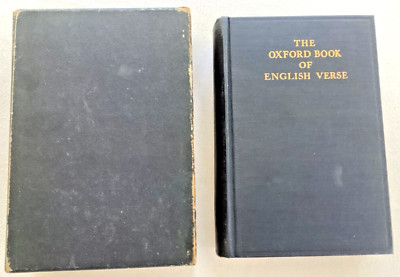 THE
OXFORD BOOK
OF
ENGLISH VERSE